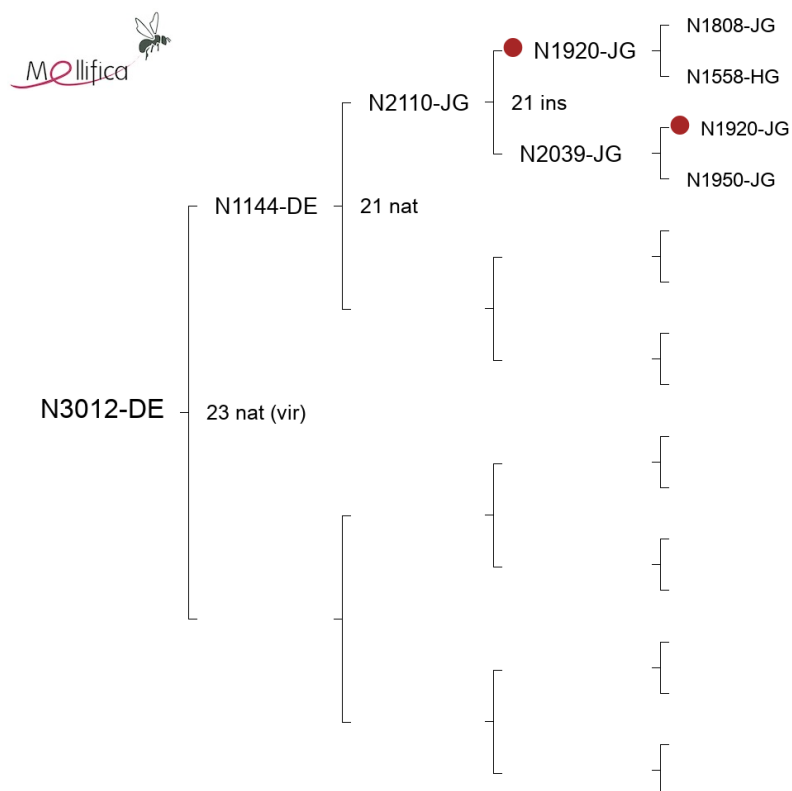 Mellifica
N1808-JG
N1920-JG
N1558-HG
N2110-JG
21 ins
N1920-JG
N2039-JG
N1950-JG
N1144-DE
21 nat
N3012-DE
23 nat (vir)